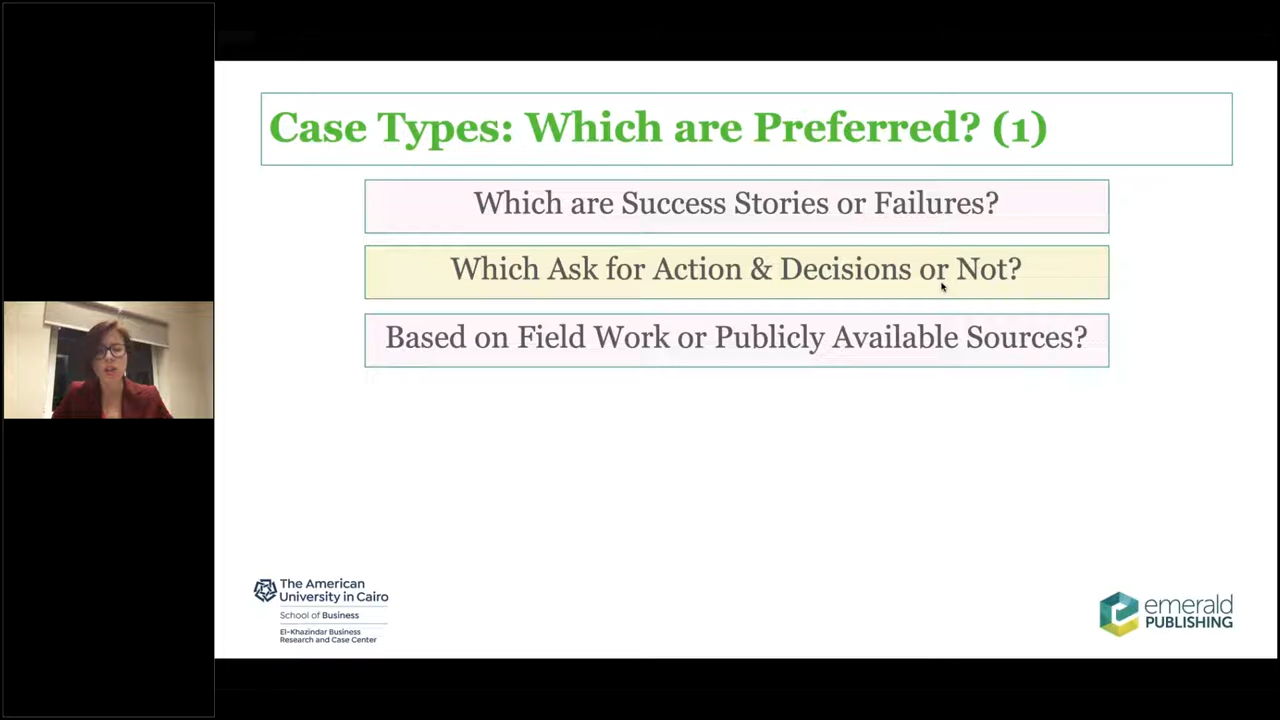 Case Types: Which are Preferred? (1)
Which are Success Stories or Failures?
Which Ask for Action & Decisions or Not?
Based on Field Work or Publicly Available Sources?
The American
University in Cairo
School of Business
El-Khazindar Business
Research and Case Center
emerald
PUBLISHING